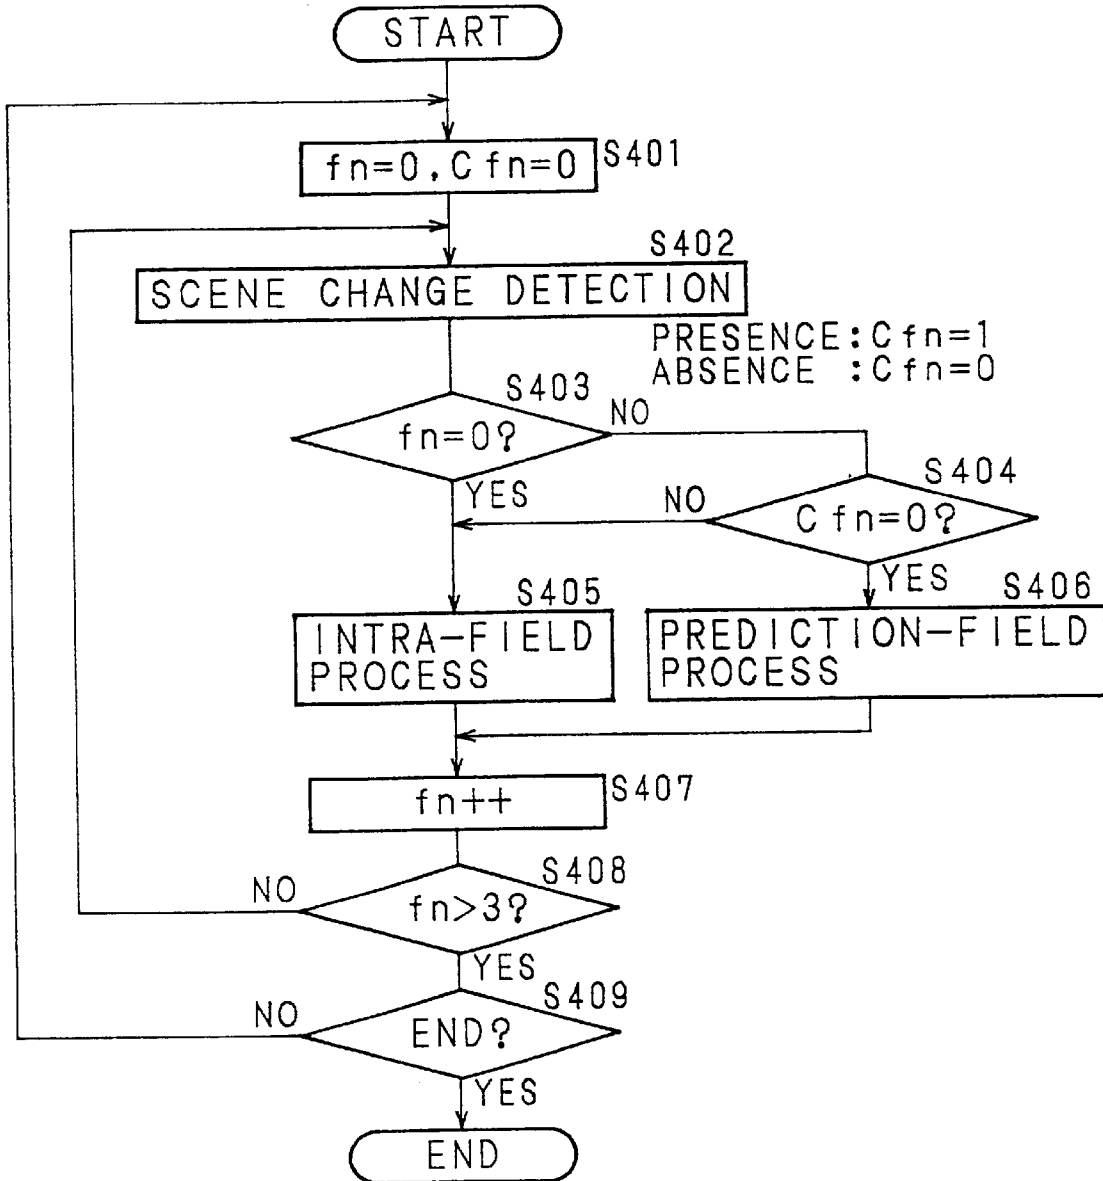 START
fn=0, Cfn=0
S401
S402
SCENE CHANGE DETECTION
PRESENCE:Cfn=1
ABSENCE :Cfn=0
S403
fn=0?
NO
YES
S404
NO
Cfn=0?
YES
S405
INTRA-FIELD
PROCESS
S406
PREDICTION-FIELD
PROCESS
fn++
S407
S408
NO
fn>3?
YES
S409
NO
END?
YES
END